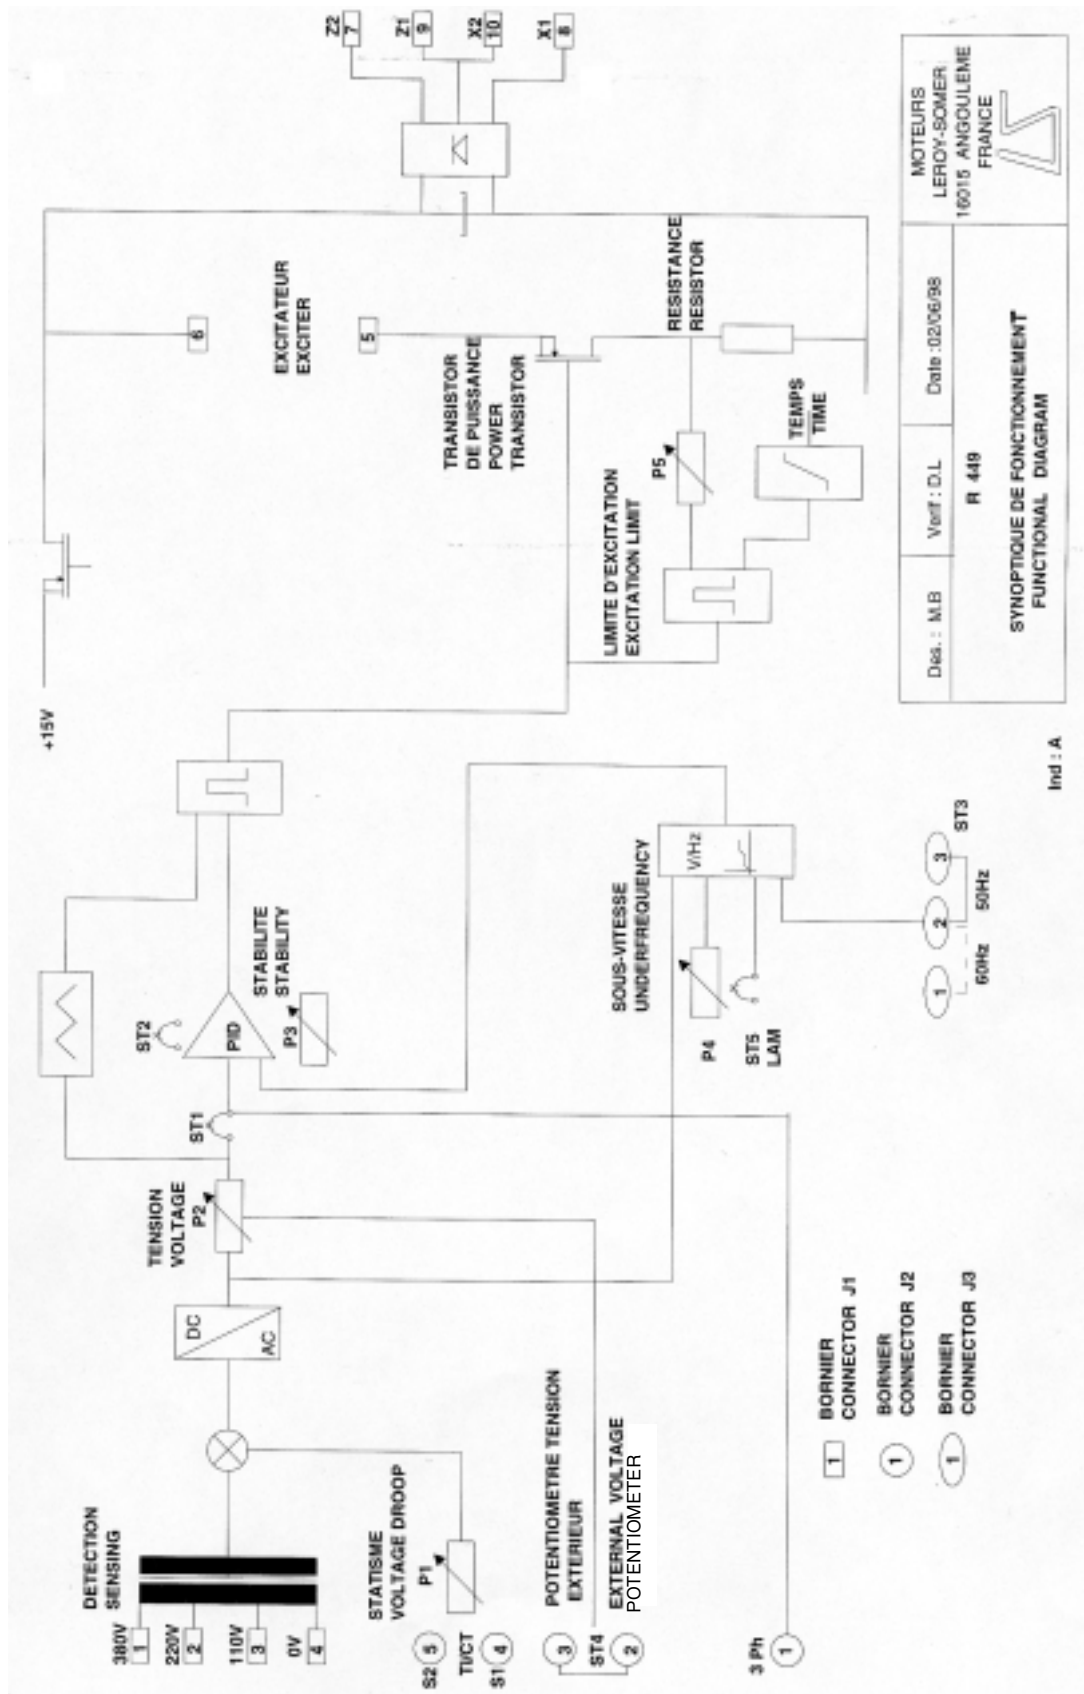 DETECTION
SENSING
380V
1
220V
2
110V
3
0V
4
STATISME
VOLTAGE DROOP
P1
S2
5
TI/CT
S1
4
POTENTIOMETRE TENSION
EXTERIEUR
3
ST4
2
EXTERNAL VOLTAGE
POTENTIOMETER
3 Ph
1
DC
AC
TENSION
VOLTAGE
P2
ST1
ST2
PID
STABILITE
STABILITY
P3
SOUS-VITESSE
UNDERFREQUENCY
V/Hz
P4
ST5
LAM
1
2
3
ST3
60Hz
50Hz
1
BORNIER
CONNECTOR J1
1
BORNIER
CONNECTOR J2
1
BORNIER
CONNECTOR J3
+15V
6
EXCITATEUR
EXCITER
5
TRANSISTOR
DE PUISSANCE
POWER
TRANSISTOR
LIMITE D'EXCITATION
EXCITATION LIMIT
P5
RESISTANCE
RESISTOR
TEMPS
TIME
Z2
7
Z1
9
X2
10
X1
8
Ind : A
Des. : M.B
Verif : D.L
Date :02/06/98
R 449
SYNOPTIQUE DE FONCTIONNEMENT
FUNCTIONAL DIAGRAM
MOTEURS
LEROY-SOMER
16015 ANGOULEME
FRANCE